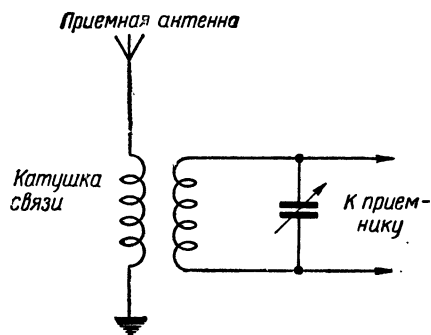 Приемная антенна
Катушка
связи
К прием-
нику